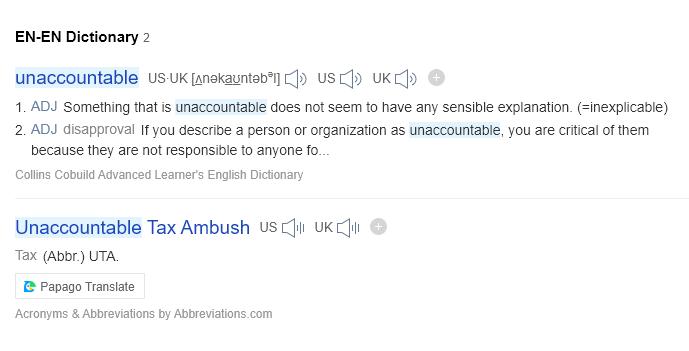 EN-EN Dictionary 2
unaccountable US·UK [ʌnəkaʊntəbᵊl] US UK
1. ADJ Something that is unaccountable does not seem to have any sensible explanation. (=inexplicable)
2. ADJ disapproval If you describe a person or organization as unaccountable, you are critical of them
because they are not responsible to anyone fo...
Collins Cobuild Advanced Learner's English Dictionary
Unaccountable Tax Ambush US UK
Tax (Abbr.) UTA.
Papago Translate
Acronyms & Abbreviations by Abbreviations.com